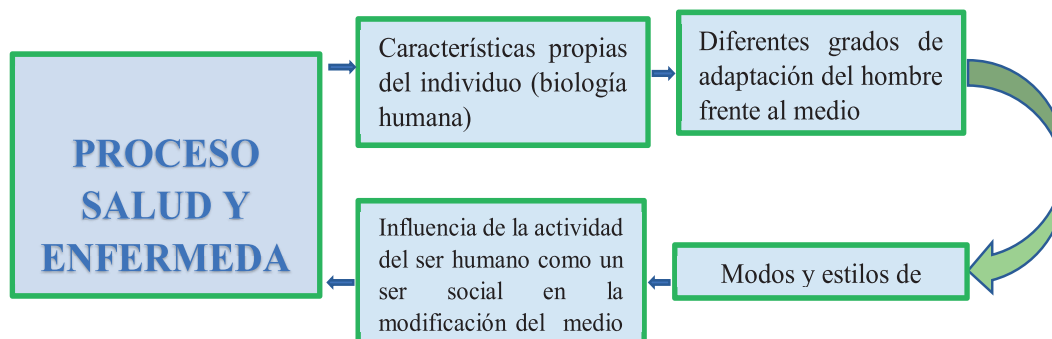 PROCESO
SALUD Y
ENFERMEDA
Características propias
del individuo (biología
humana)
Diferentes grados de
adaptación del hombre
frente al medio
Modos y estilos de
Influencia de la actividad
del ser humano como un
ser social en la
modificación del medio